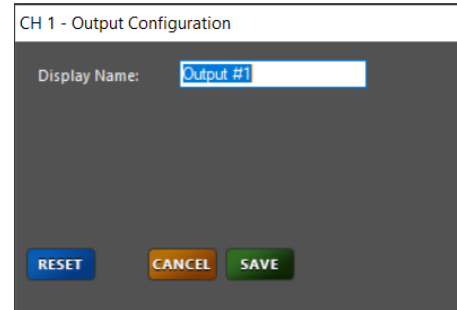 CH 1 - Output Configuration
Display Name: Output #1
RESET CANCEL SAVE